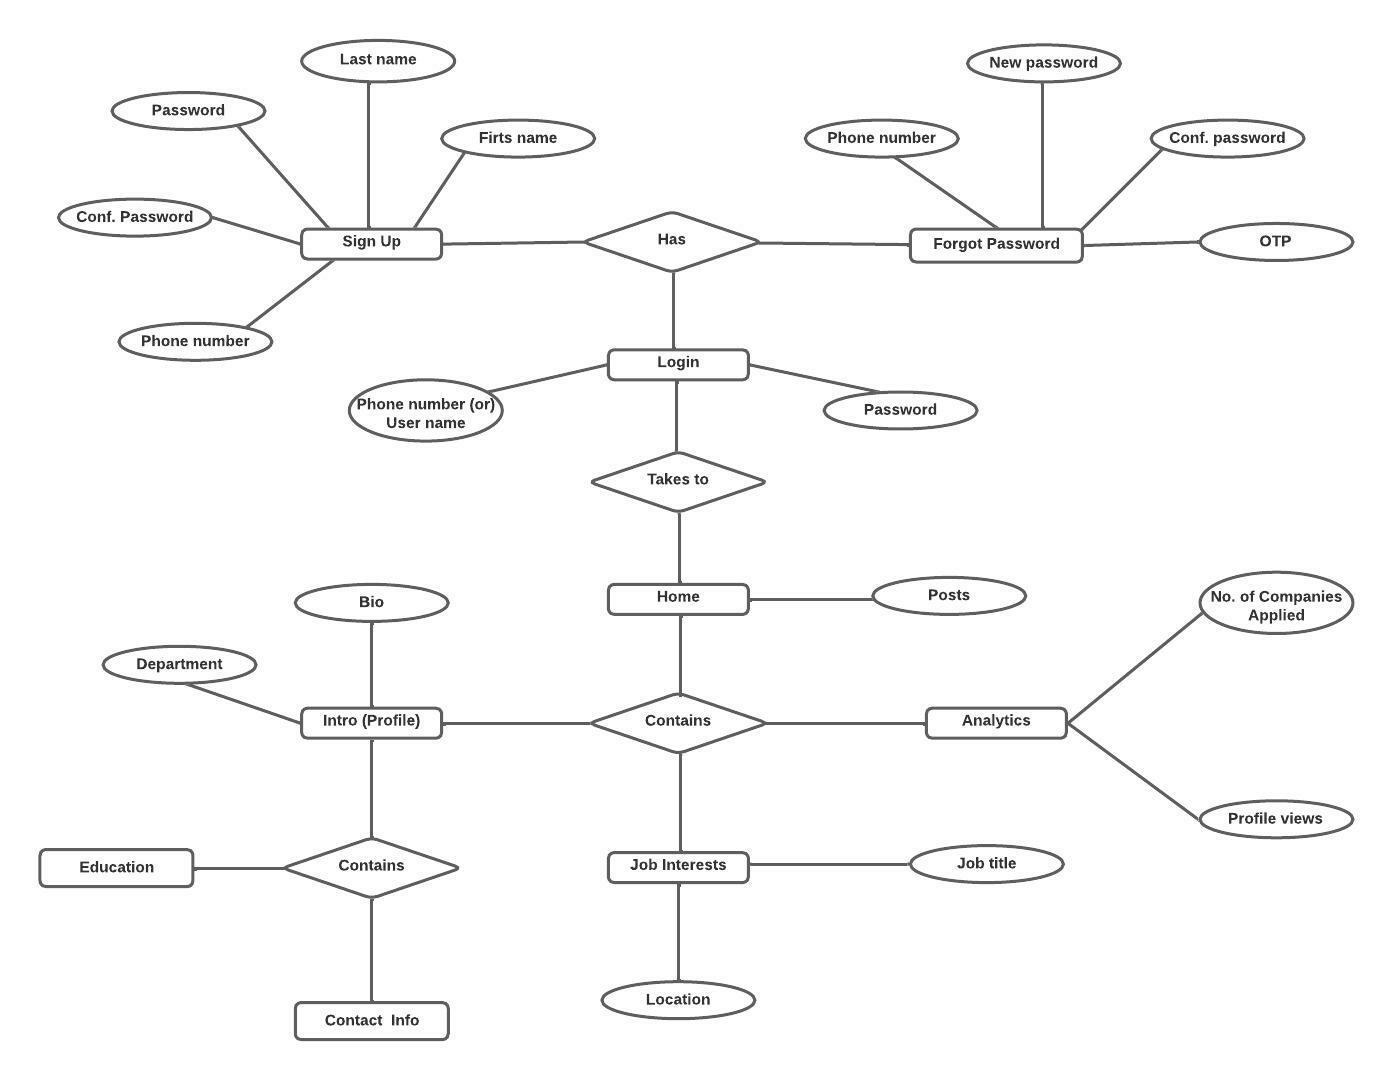 Last name
New password
Password
Firts name
Phone number
Conf. password
Conf. Password
Sign Up
Has
Forgot Password
OTP
Phone number
Login
Phone number (or)
User name
Password
Takes to
Bio
Home
Posts
No. of Companies
Applied
Department
Intro (Profile)
Contains
Analytics
Profile views
Education
Contains
Job Interests
Job title
Location
Contact  Info